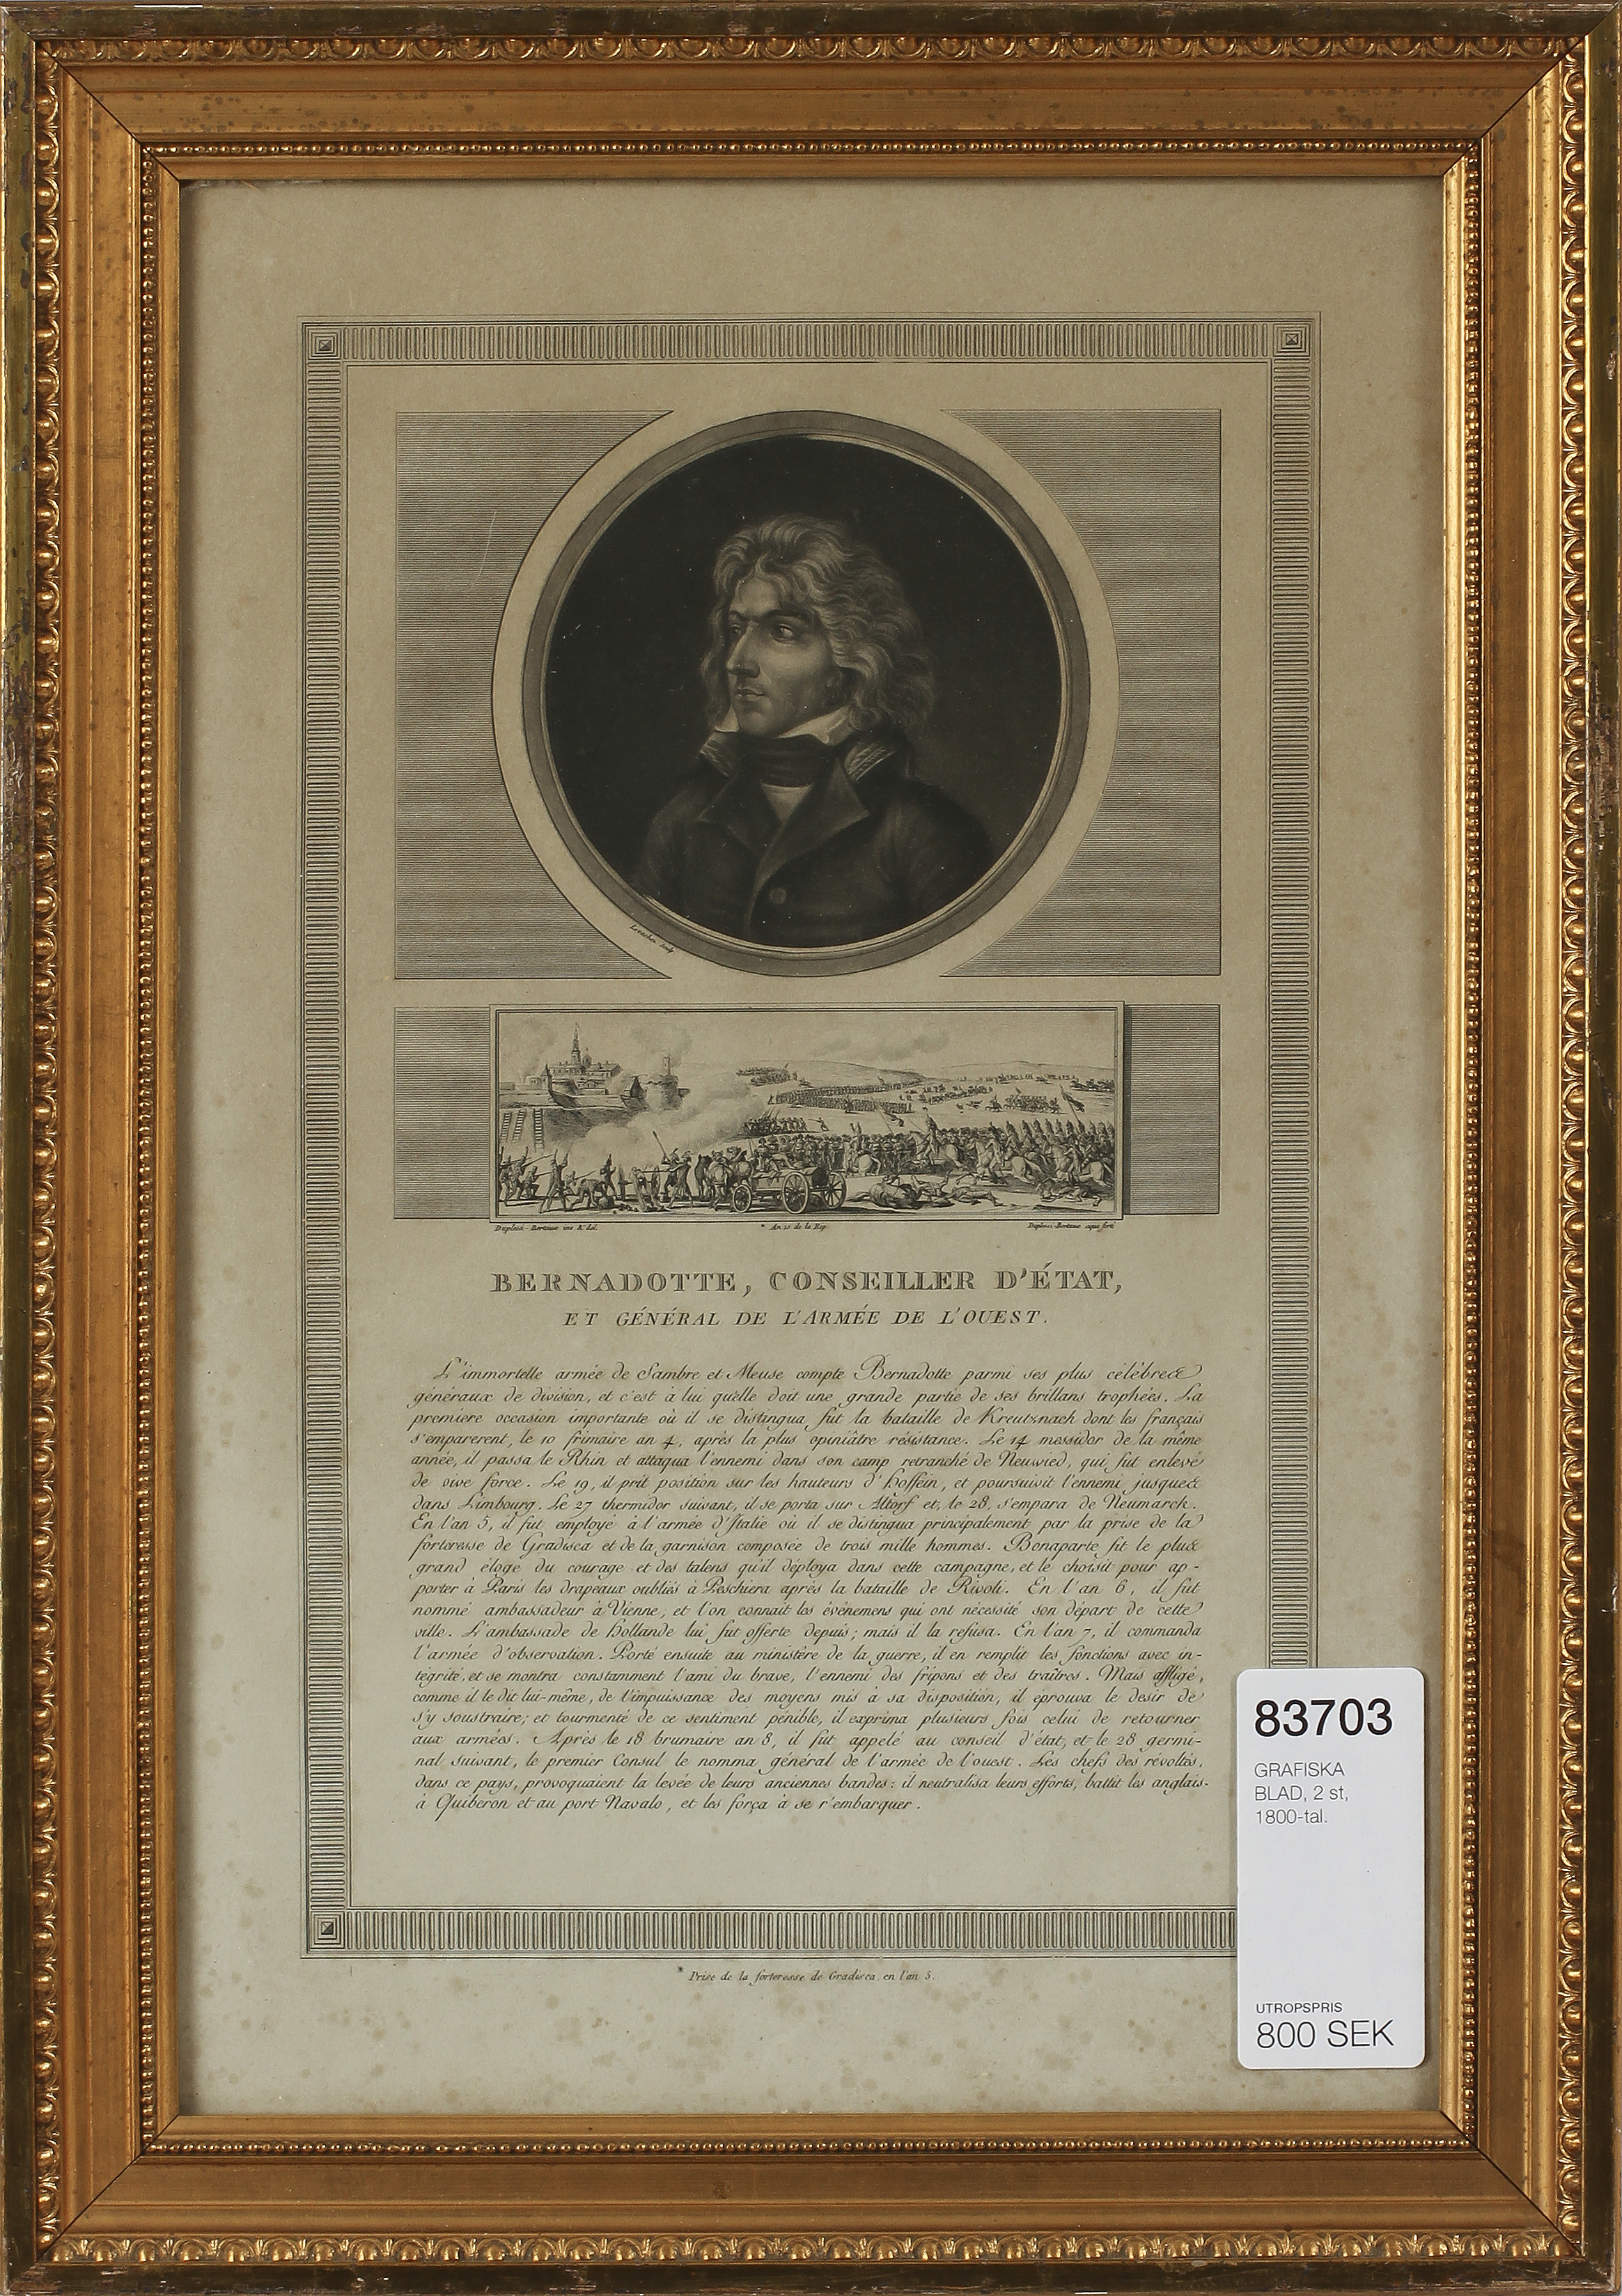 Levachez sculp.
Duplessi-Bertaux inv. & del.
* An 25 de la Rep.
Duplessi-Bertaux aqua forti
BERNADOTTE, CONSEILLER D'ÉTAT,
ET GÉNÉRAL DE L'ARMÉE DE L'OUEST.
L'immortelle armée de Sambre et Meuse compte Bernadotte parmi ses plus célèbres
généraux de division, et c'est à lui qu'elle doit une grande partie de ses brillans trophées. La
premiere occasion importante où il se distingua fut la bataille de Kreutznach dont les français
s'emparerent, le 10 frimaire an 4, après la plus opiniâtre résistance. Le 14 messidor de la même
année, il passa le Rhin et attaqua l'ennemi dans son camp retranché de Neuwied, qui fut enlevé
de vive force. Le 19, il prit position sur les hauteurs d'Hoffein, et poursuivit l'ennemi jusques
dans Limbourg. Le 27 thermidor suivant, il se porta sur Altorf et, le 28, s'empara de Neumarck.
En l'an 5, il fut employé à l'armée d'Italie où il se distingua principalement par la prise de la
forteresse de Gradisca et de la garnison composée de trois mille hommes. Bonaparte fit le plus
grand éloge du courage et des talens qu'il déploya dans cette campagne, et le choisit pour ap-
porter à Paris les drapeaux oubliés à Peschiera après la bataille de Rivoli. En l'an 6, il fut
nommé ambassadeur à Vienne, et l'on connait les événemens qui ont nécessité son départ de cette
ville. L'ambassade de Hollande lui fut offerte depuis; mais il la refusa. En l'an 7, il commanda
l'armée d'observation. Porté ensuite au ministère de la guerre, il en remplit les fonctions avec in-
tégrité, et se montra constamment l'ami du brave, l'ennemi des fripons et des traîtres. Mais affligé,
comme il le dit lui-même, de l'impuissance des moyens mis à sa disposition, il éprouva le desir de
s'y soustraire; et tourmenté de ce sentiment pénible, il exprima plusieurs fois celui de retourner
aux armées. Après le 18 brumaire an 8, il fut appelé au conseil d'état, et le 28 germi-
nal suivant, le premier Consul le nomma général de l'armée de l'ouest. Les chefs des révoltés,
dans ce pays, provoquaient la levée de leurs anciennes bandes: il neutralisa leurs efforts, battit les anglais
à Quiberon et au port Navalo, et les força à se r'embarquer.
* Prise de la forteresse de Gradisca, en l'an 5.
83703
GRAFISKA
BLAD, 2 st,
1800-tal.
UTROPSPRIS
800 SEK